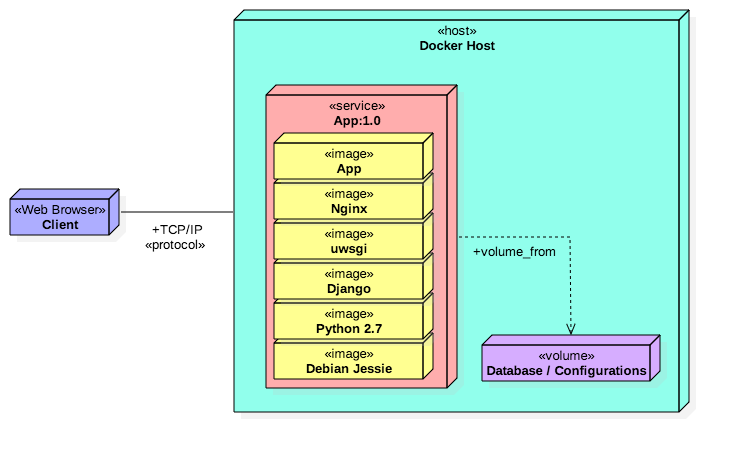 «host»
Docker Host
«service»
App:1.0
«image»
App
«image»
Nginx
«image»
uwsgi
«image»
Django
«image»
Python 2.7
«image»
Debian Jessie
«Web Browser»
Client
+TCP/IP
«protocol»
+volume_from
«volume»
Database / Configurations